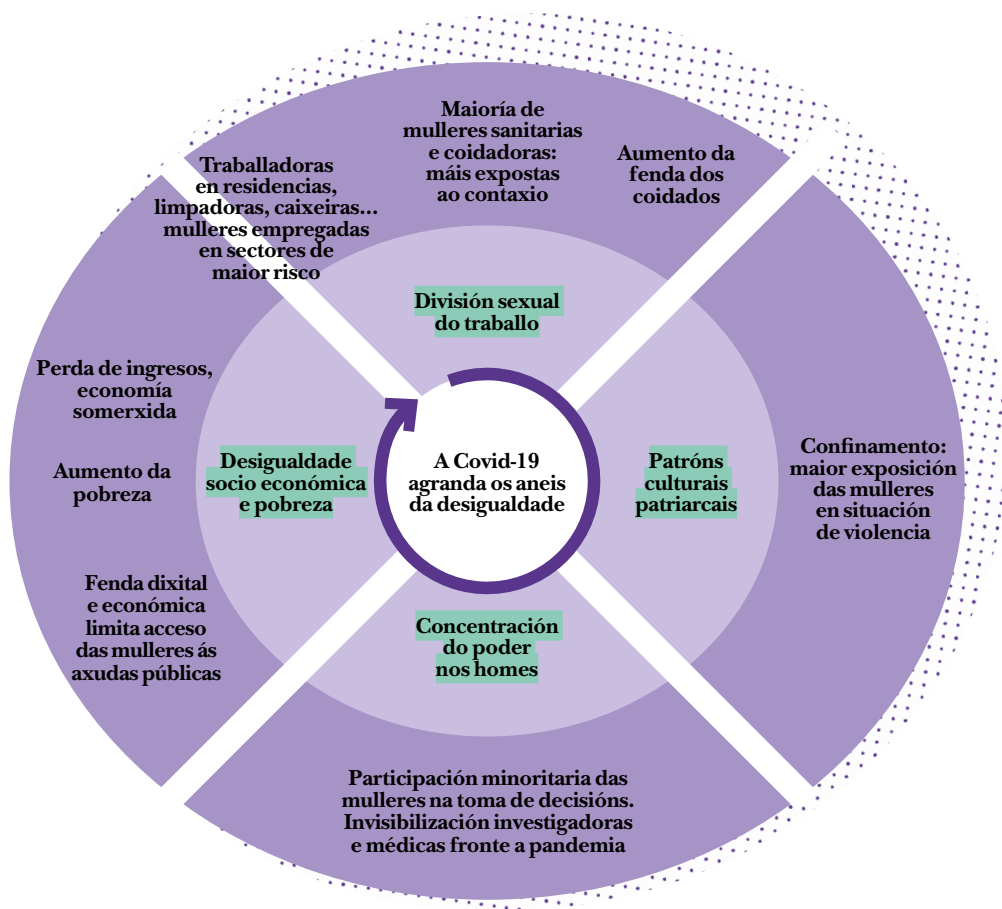 Maioría de
mulleres sanitarias
e coidadoras:
máis expostas
ao contaxio
Aumento da
fenda dos
coidados
Traballadoras
en residencias,
limpadoras, caixeiras...
mulleres empregadas
en sectores de
maior risco
División sexual
do traballo
Perda de ingresos,
economía
somerxida
Aumento da
pobreza
Fenda dixital
e económica
limita acceso
das mulleres ás
axudas públicas
Desigualdade
socio económica
e pobreza
A Covid-19
agranda os aneis
da desigualdade
Patróns
culturais
patriarcais
Confinamento:
maior exposición
das mulleres
en situación
de violencia
Concentración
do poder
nos homes
Participación minoritaria das
mulleres na toma de decisións.
Invisibilización investigadoras
e médicas fronte a pandemia